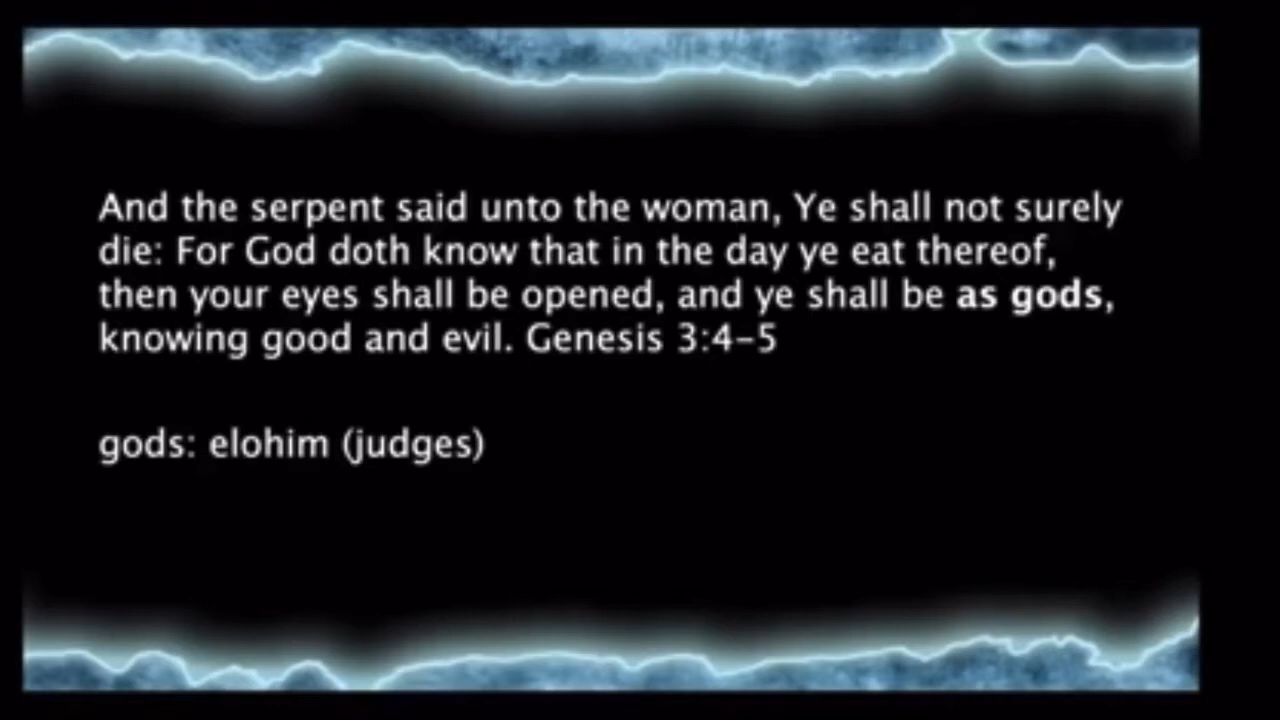 And the serpent said unto the woman, Ye shall not surely
die: For God doth know that in the day ye eat thereof,
then your eyes shall be opened, and ye shall be as gods,
knowing good and evil. Genesis 3:4-5
gods: elohim (judges)